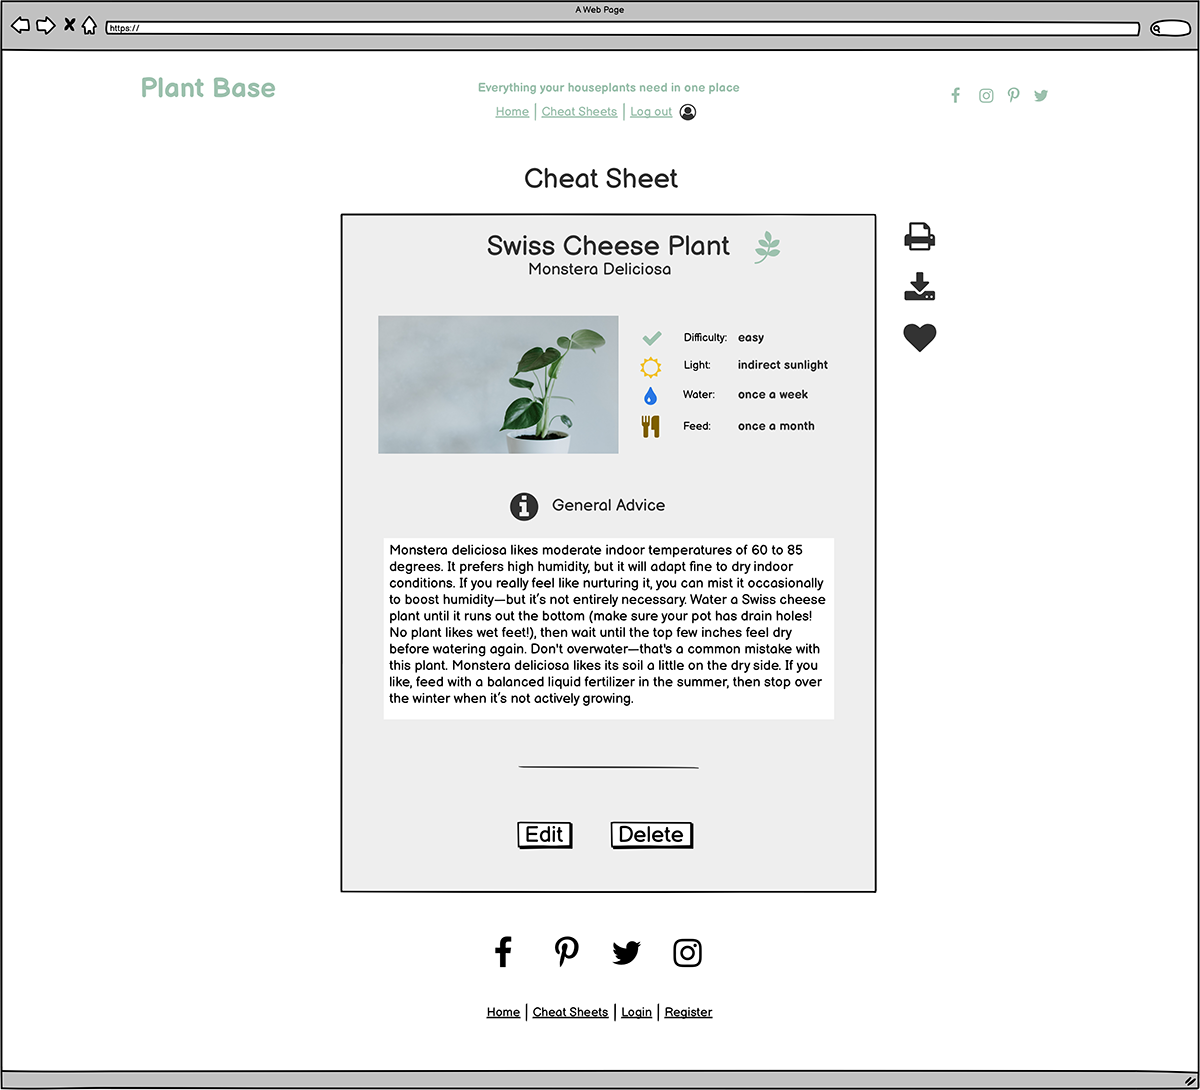 A Web Page
https://
Plant Base
Everything your houseplants need in one place
Home | Cheat Sheets | Log out
Cheat Sheet
Swiss Cheese Plant
Monstera Deliciosa
Difficulty: easy
Light: indirect sunlight
Water: once a week
Feed: once a month
General Advice
Monstera deliciosa likes moderate indoor temperatures of 60 to 85
degrees. It prefers high humidity, but it will adapt fine to dry indoor
conditions. If you really feel like nurturing it, you can mist it occasionally
to boost humidity—but it’s not entirely necessary. Water a Swiss cheese
plant until it runs out the bottom (make sure your pot has drain holes!
No plant likes wet feet!), then wait until the top few inches feel dry
before watering again. Don't overwater—that's a common mistake with
this plant. Monstera deliciosa likes its soil a little on the dry side. If you
like, feed with a balanced liquid fertilizer in the summer, then stop over
the winter when it’s not actively growing.
Edit Delete
Home | Cheat Sheets | Login | Register